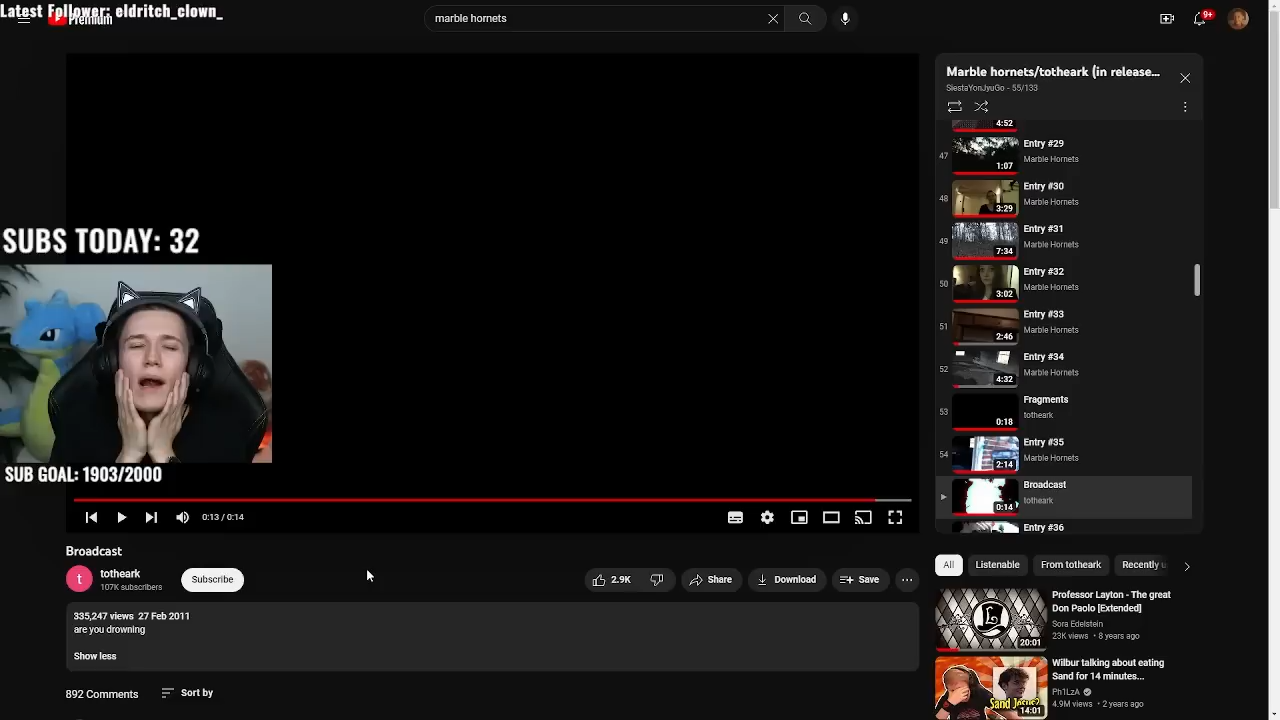 Latest Follower: eldritch_clown_
Premium
marble hornets
9+
SUBS TODAY: 32
SUB GOAL: 1903/2000
0:13 / 0:14
Broadcast
totheark
107K subscribers
Subscribe
2.9K
Share
Download
Save
335,247 views 27 Feb 2011
are you drowning
Show less
892 Comments
Sort by
Marble hornets/totheark (in release...
SiestaYonJyuGo - 55/133
4:52
47
1:07
Entry #29
Marble Hornets
48
3:29
Entry #30
Marble Hornets
49
7:34
Entry #31
Marble Hornets
50
3:02
Entry #32
Marble Hornets
51
2:46
Entry #33
Marble Hornets
52
4:32
Entry #34
Marble Hornets
53
0:18
Fragments
totheark
54
2:14
Entry #35
Marble Hornets
0:14
Broadcast
totheark
Entry #36
All
Listenable
From totheark
Recently u
20:01
Professor Layton - The great
Don Paolo [Extended]
Sora Edelstein
23K views • 8 years ago
Sand Jesus?
14:01
Wilbur talking about eating
Sand for 14 minutes...
Ph1LzA
4.9M views • 2 years ago